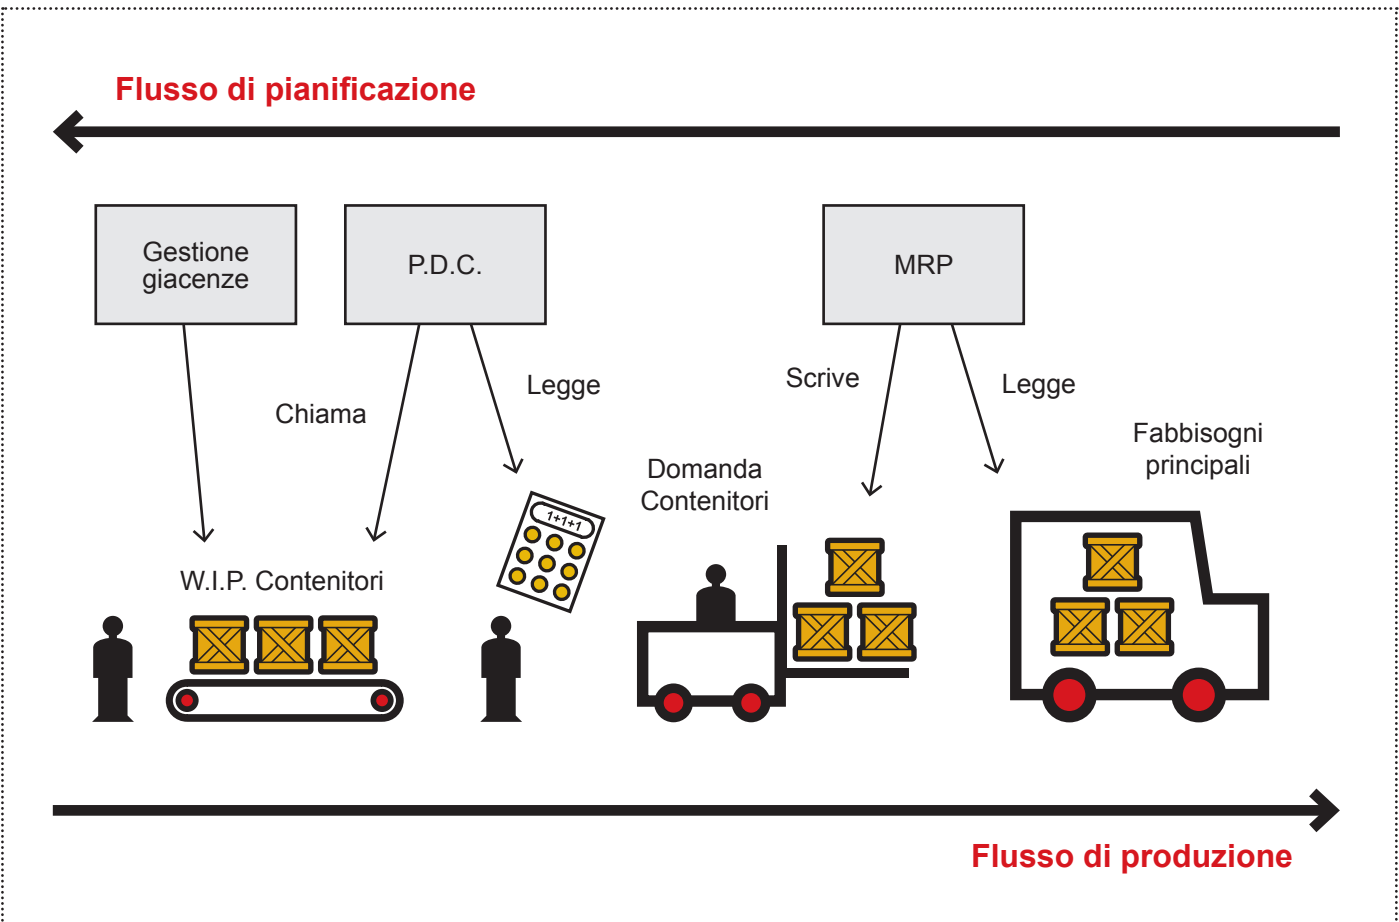 Flusso di pianificazione
Gestione
giacenze
P.D.C.
MRP
Chiama
Legge
Scrive
Legge
Fabbisogni
principali
Domanda
Contenitori
1+1+1
W.I.P. Contenitori
Flusso di produzione